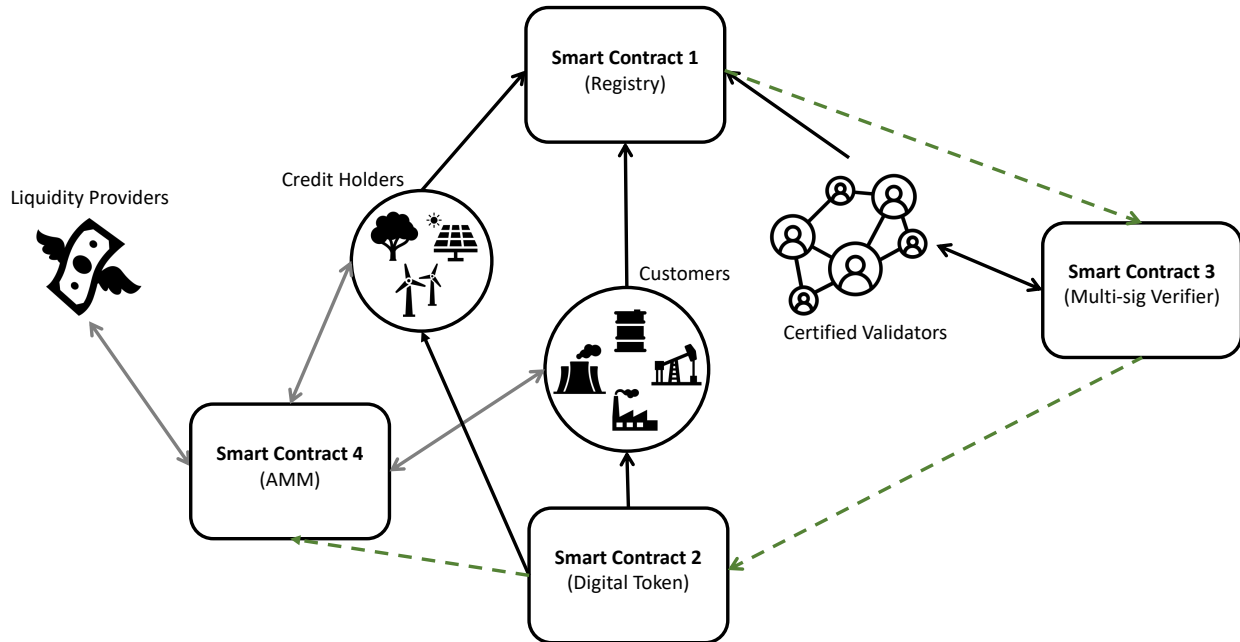 Smart Contract 1
(Registry)
Credit Holders
Liquidity Providers
Customers
Smart Contract 3
(Multi-sig Verifier)
Certified Validators
Smart Contract 4
(AMM)
Smart Contract 2
(Digital Token)